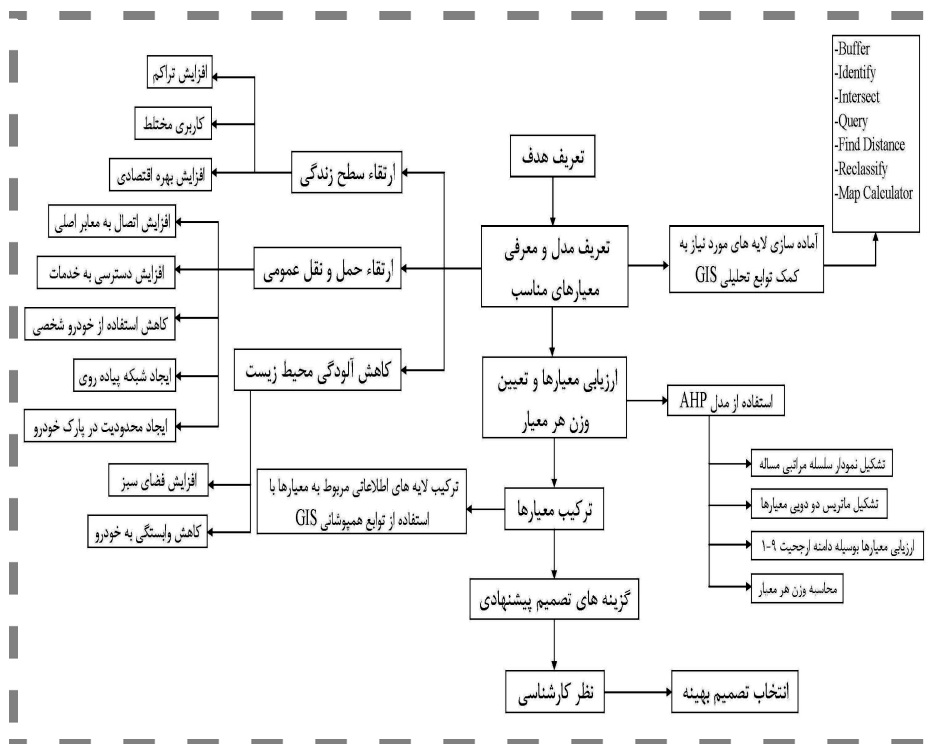 تعریف هدف
تعریف مدل و معرفی
معیارهای مناسب
آماده سازی لایه های مورد نیاز به
کمک توابع تحلیلی GIS
-Buffer
-Identify
-Intersect
-Query
-Find Distance
-Reclassify
-Map Calculator
ارتقاء سطح زندگی
افزایش تراکم
کاربری مختلط
افزایش بهره اقتصادی
ارتقاء حمل و نقل عمومی
افزایش اتصال به معابر اصلی
افزایش دسترسی به خدمات
کاهش استفاده از خودرو شخصی
ایجاد شبکه پیاده روی
ایجاد محدودیت در پارک خودرو
کاهش آلودگی محیط زیست
افزایش فضای سبز
کاهش وابستگی به خودرو
ارزیابی معیارها و تعیین
وزن هر معیار
استفاده از مدل AHP
تشکیل نمودار سلسله مراتبی مساله
تشکیل ماتریس دو دویی معیارها
ارزیابی معیارها بوسیله دامنه ارجحیت ۹-۱
محاسبه وزن هر معیار
ترکیب معیارها
ترکیب لایه های اطلاعاتی مربوط به معیارها با
استفاده از توابع همپوشانی GIS
گزینه های تصمیم پیشنهادی
نظر کارشناسی
انتخاب تصمیم بهینه